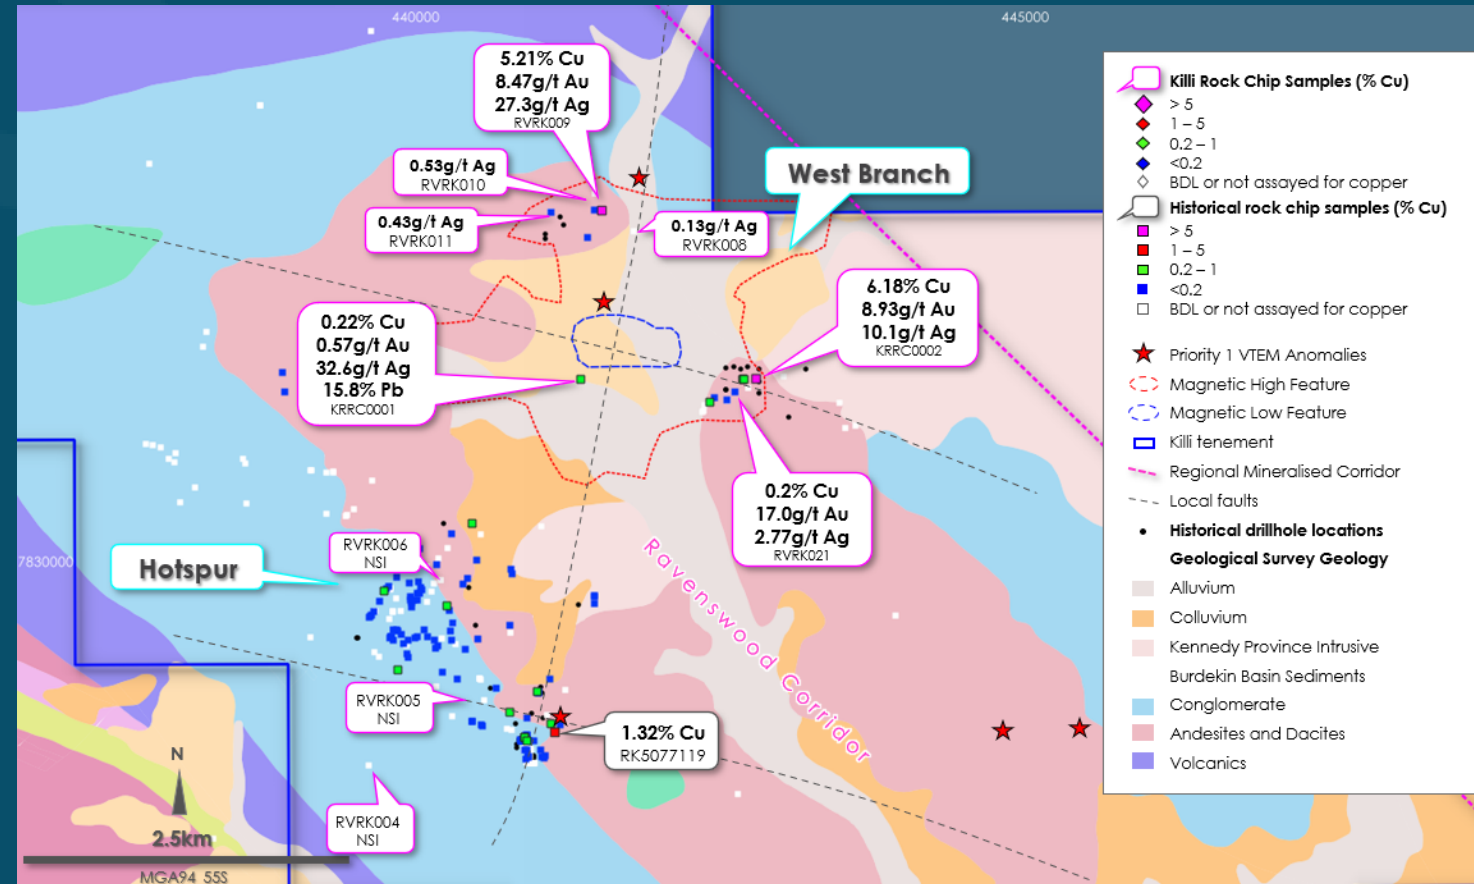 440000
445000
5.21% Cu
8.47g/t Au
27.3g/t Ag
RVRK009
0.53g/t Ag
RVRK010
0.43g/t Ag
RVRK011
0.13g/t Ag
RVRK008
West Branch
6.18% Cu
8.93g/t Au
10.1g/t Ag
KRRC0002
0.22% Cu
0.57g/t Au
32.6g/t Ag
15.8% Pb
KRRC0001
0.2% Cu
17.0g/t Au
2.77g/t Ag
RVRK021
RVRK006
NSI
7830000
Hotspur
Ravenswood Corridor
RVRK005
NSI
1.32% Cu
RK5077119
RVRK004
NSI
N
2.5km
MGA94 55S
Killi Rock Chip Samples (% Cu)
> 5
1 – 5
0.2 – 1
<0.2
BDL or not assayed for copper
Historical rock chip samples (% Cu)
> 5
1 – 5
0.2 – 1
<0.2
BDL or not assayed for copper
Priority 1 VTEM Anomalies
Magnetic High Feature
Magnetic Low Feature
Killi tenement
Regional Mineralised Corridor
Local faults
Historical drillhole locations
Geological Survey Geology
Alluvium
Colluvium
Kennedy Province Intrusive
Burdekin Basin Sediments
Conglomerate
Andesites and Dacites
Volcanics